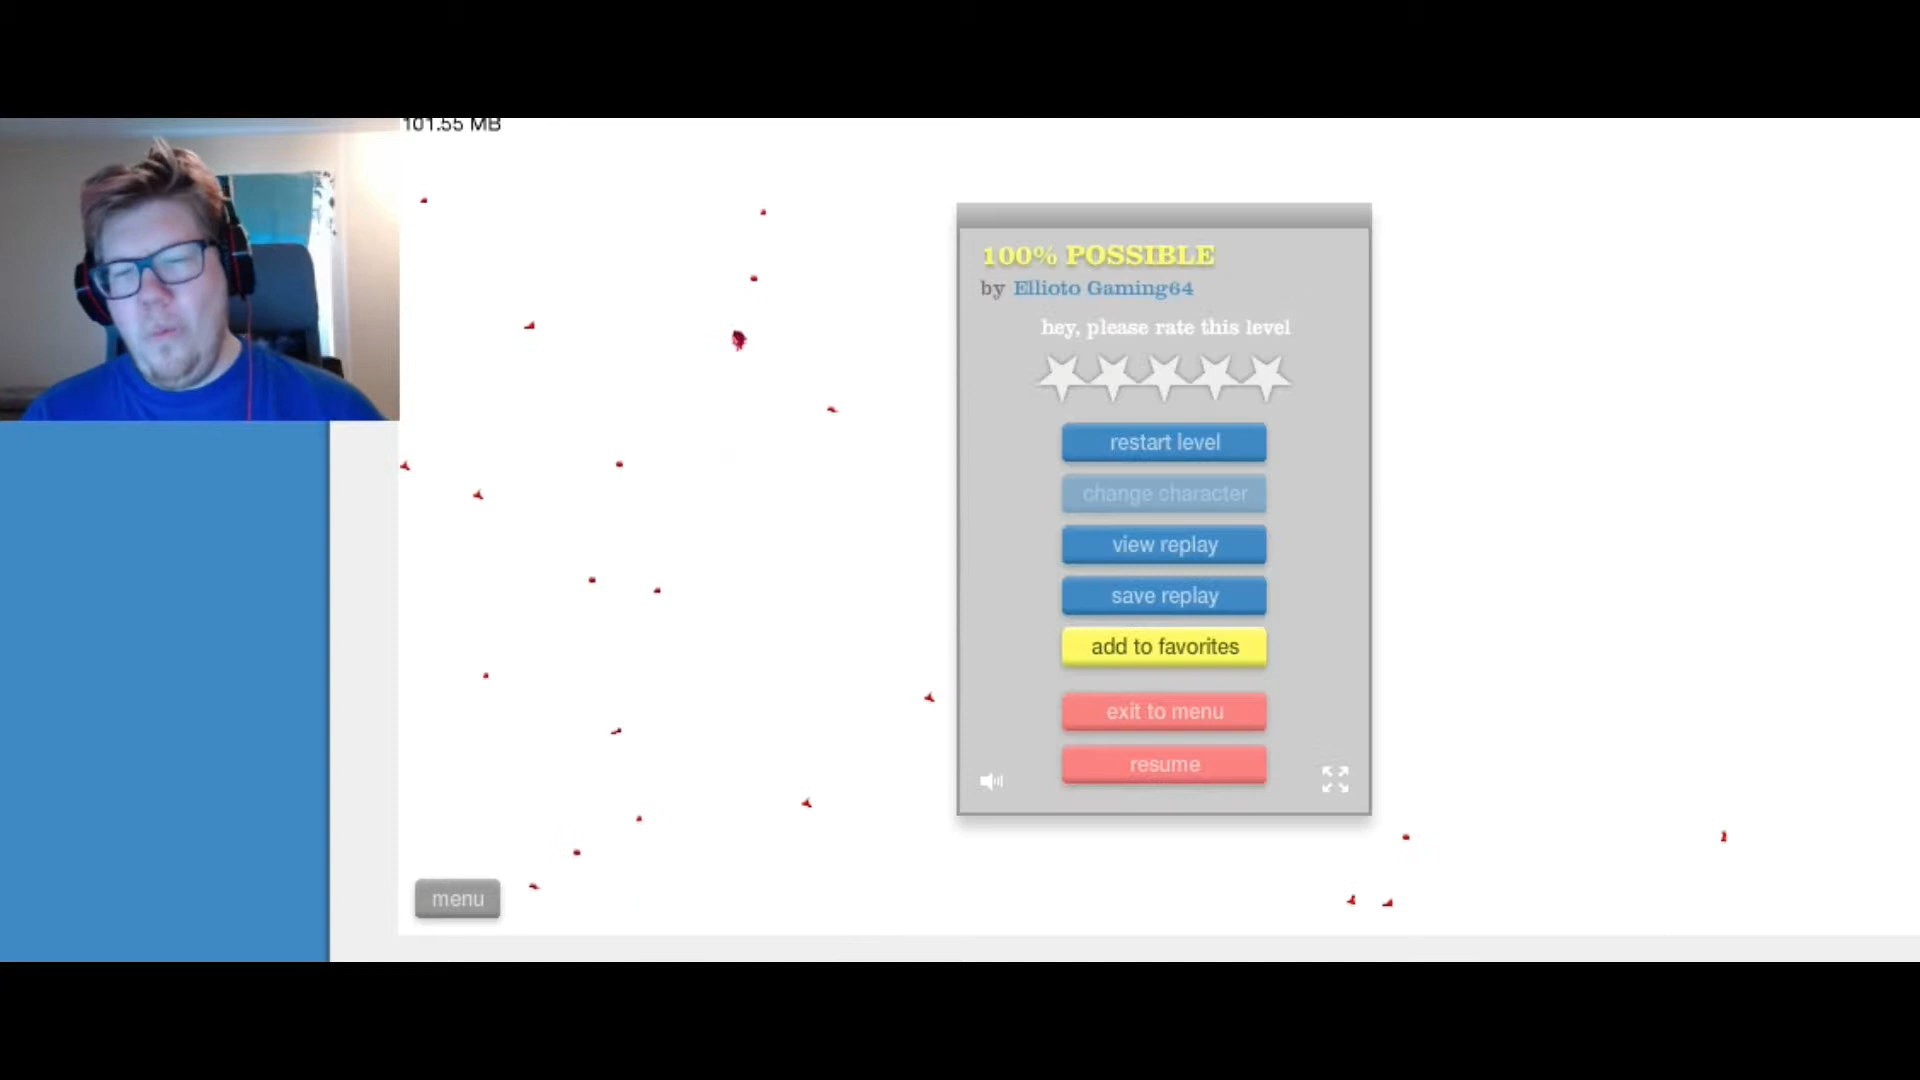 101.55 MB
100% POSSIBLE
by Ellioto Gaming64
hey, please rate this level
restart level
change character
view replay
save replay
add to favorites
exit to menu
resume
menu